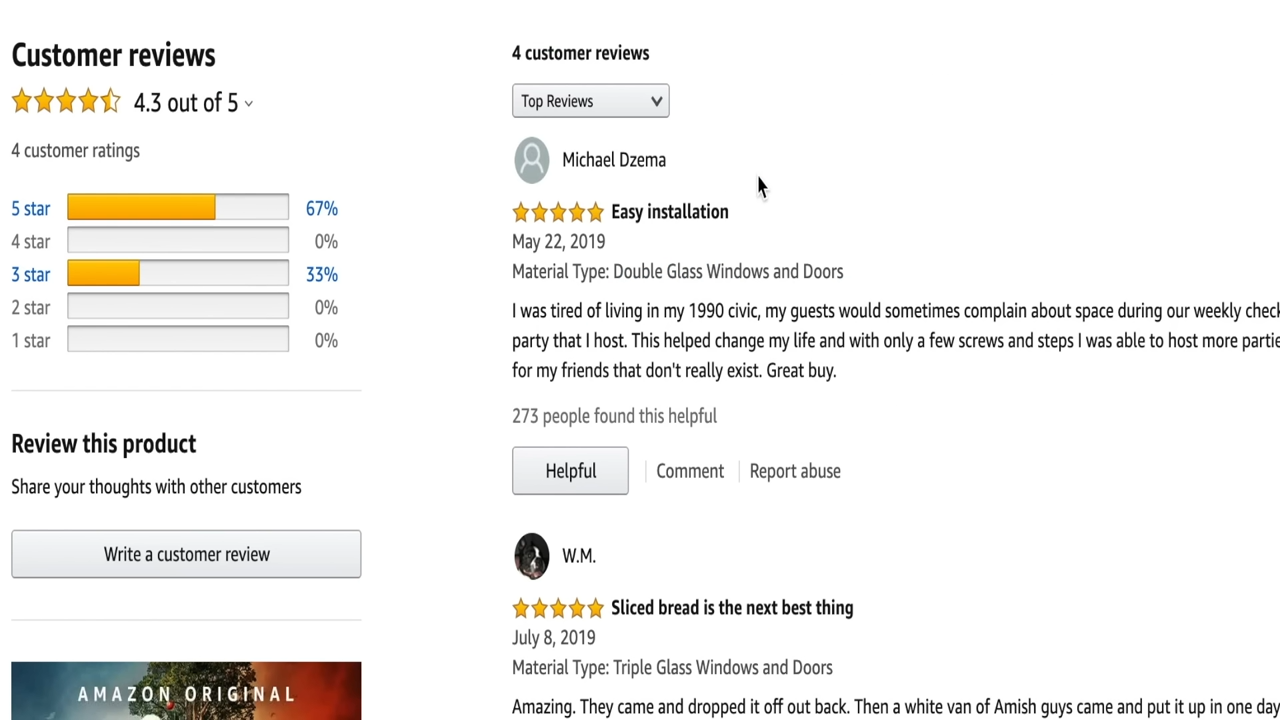 Customer reviews
4.3 out of 5
4 customer ratings
5 star 67%
4 star 0%
3 star 33%
2 star 0%
1 star 0%
Review this product
Share your thoughts with other customers
Write a customer review
AMAZON ORIGINAL
4 customer reviews
Top Reviews
Michael Dzema
Easy installation
May 22, 2019
Material Type: Double Glass Windows and Doors
I was tired of living in my 1990 civic, my guests would sometimes complain about space during our weekly check
party that I host. This helped change my life and with only a few screws and steps I was able to host more partie
for my friends that don't really exist. Great buy.
273 people found this helpful
Helpful Comment Report abuse
W.M.
Sliced bread is the next best thing
July 8, 2019
Material Type: Triple Glass Windows and Doors
Amazing. They came and dropped it off out back. Then a white van of Amish guys came and put it up in one day